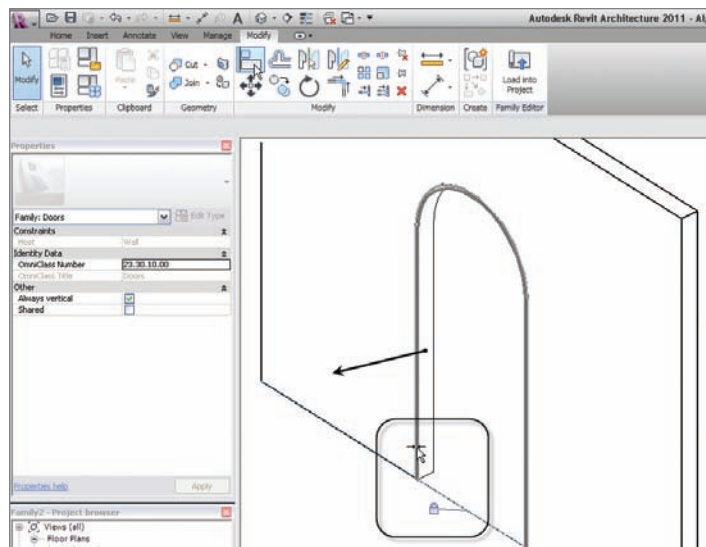 A
Autodesk Revit Architecture 2011 - AU
Home Insert Annotate View Manage Modify
Modify
Paste
Cut
Join
Load into
Project
Select Properties Clipboard Geometry Modify Dimension Create Family Editor
Properties
Family: Doors Edit Type
Constraints
Host Wall
Identity Data
OmniClass Number 23.30.10.00
OmniClass Title Doors
Other
Always vertical
Shared
Properties help Apply
Family2 - Project browser
Views (all)
Floor Plans